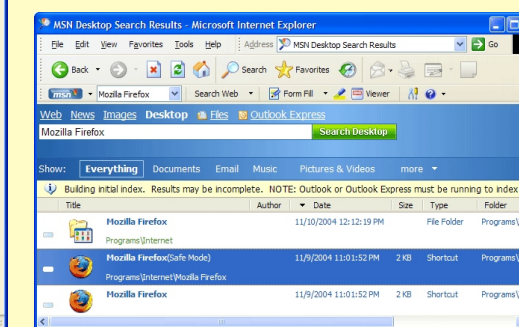 MSN Desktop Search Results - Microsoft Internet Explorer
File Edit View Favorites Tools Help Address MSN Desktop Search Results Go
Back Search Favorites
msn Mozilla Firefox Search Web Form Fill Viewer
Web News Images Desktop Files Outlook Express
Mozilla Firefox Search Desktop
Show: Everything Documents Email Music Pictures & Videos more
Building initial index. Results may be incomplete. NOTE: Outlook or Outlook Express must be running to index
Title Author Date Size Type Folder
Mozilla Firefox 11/10/2004 12:12:19 PM File Folder Programs\
Programs\Internet
Mozilla Firefox(Safe Mode) 11/9/2004 11:01:52 PM 2 KB Shortcut Programs\
Programs\Internet\Mozilla Firefox
Mozilla Firefox 11/9/2004 11:01:52 PM 2 KB Shortcut Programs\